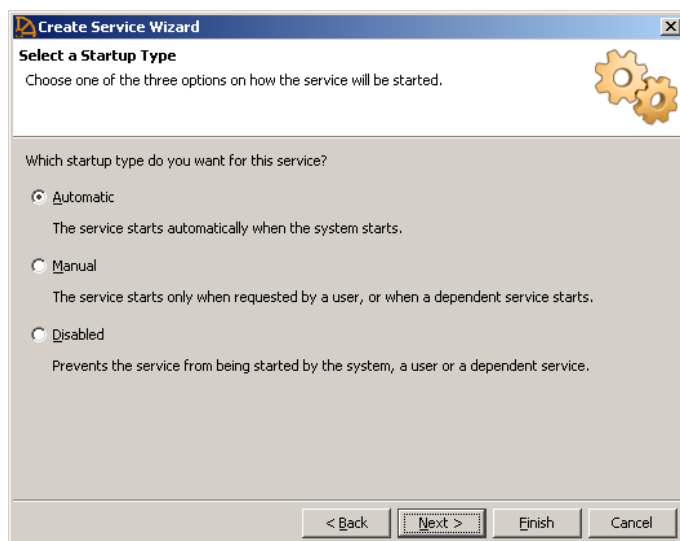 Create Service Wizard
Select a Startup Type
Choose one of the three options on how the service will be started.
Which startup type do you want for this service?
Automatic
The service starts automatically when the system starts.
Manual
The service starts only when requested by a user, or when a dependent service starts.
Disabled
Prevents the service from being started by the system, a user or a dependent service.
< Back Next > Finish Cancel